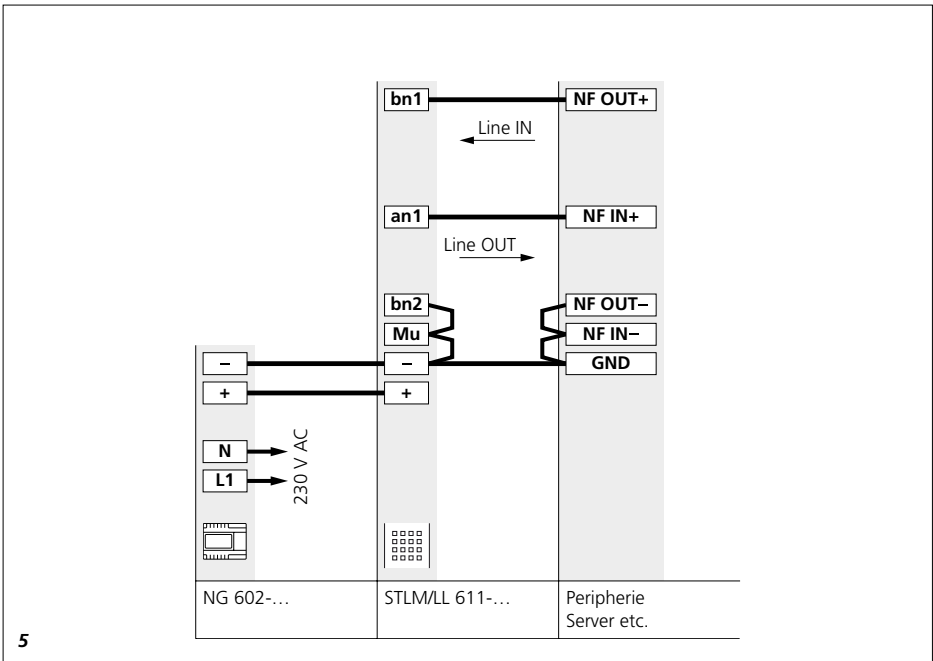 bn1 NF OUT+
Line IN
an1 NF IN+
Line OUT
bn2 NF OUT–
Mu NF IN–
– – GND
+ +
N
L1
230 V AC
NG 602-… STLM/LL 611-… Peripherie
Server etc.
5